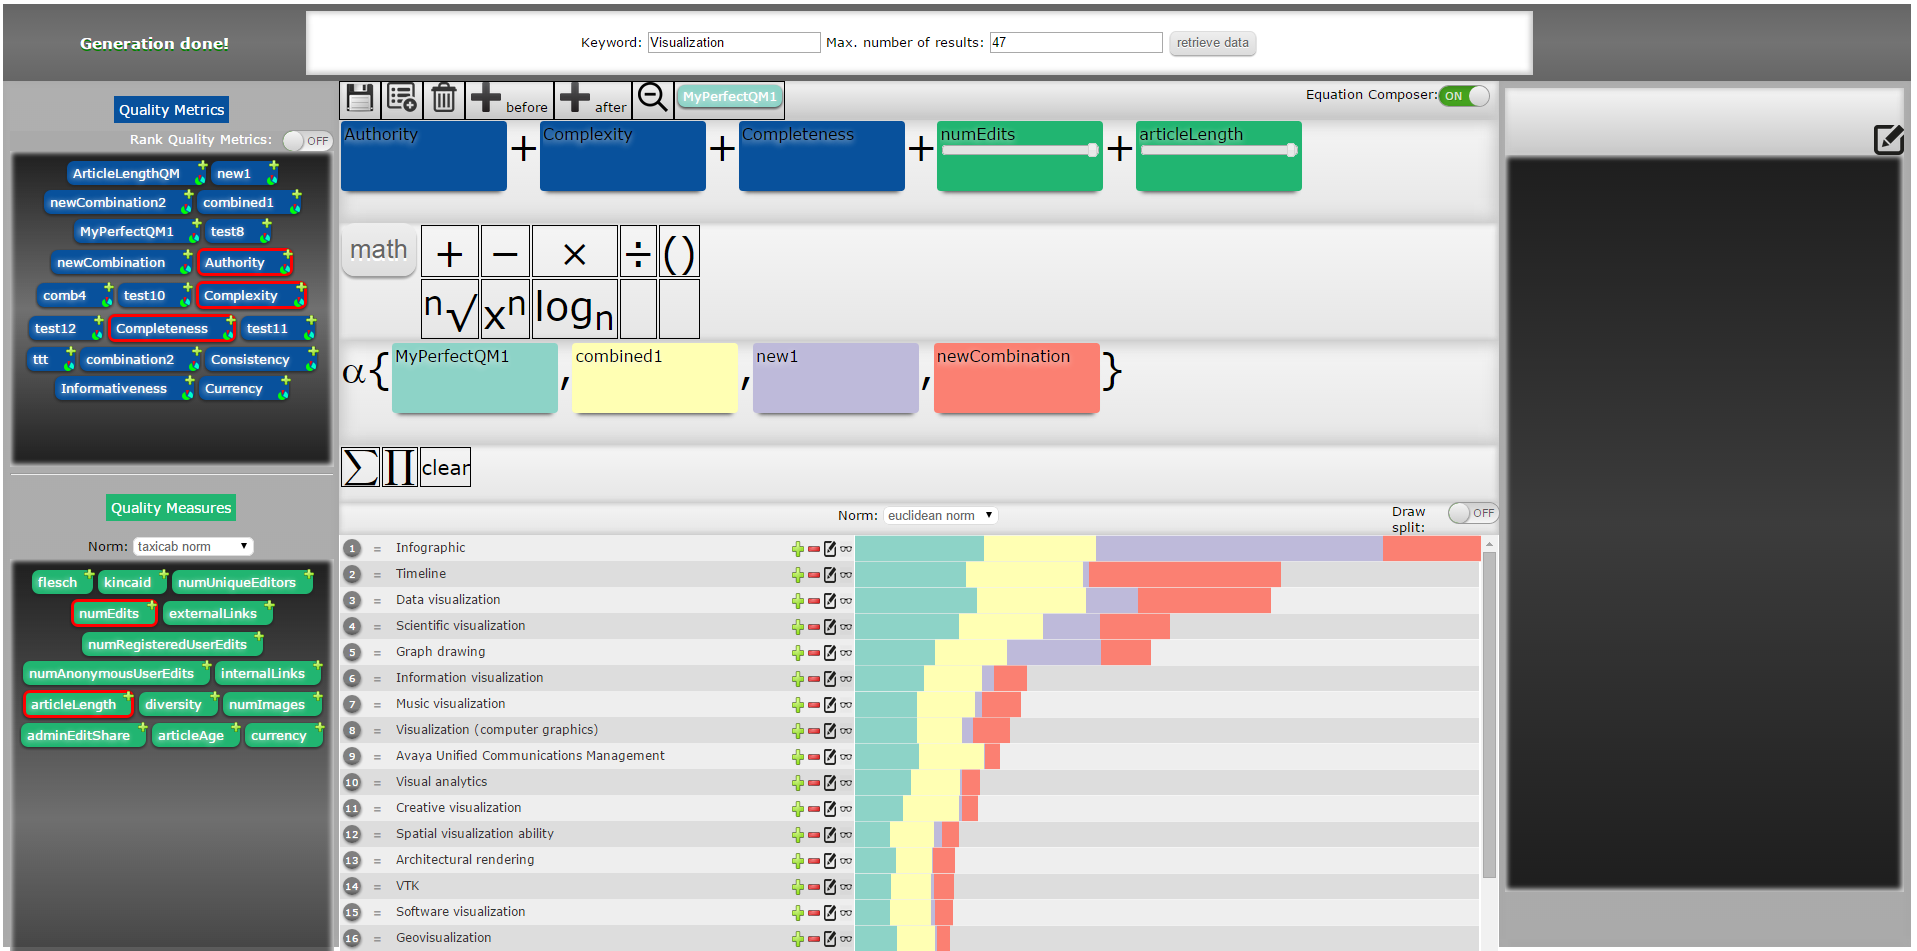 Generation done!
Keyword: Visualization Max. number of results: 47 retrieve data
Quality Metrics
Rank Quality Metrics: OFF
ArticleLengthQM new1
newCombination2 combined1
MyPerfectQM1 test8
newCombination Authority
comb4 test10 Complexity
test12 Completeness test11
ttt combination2 Consistency
Informativeness Currency
Quality Measures
Norm: taxicab norm
flesch kincaid numUniqueEditors
numEdits externalLinks
numRegisteredUserEdits
numAnonymousUserEdits internalLinks
articleLength diversity numImages
adminEditShare articleAge currency
before after MyPerfectQM1 Equation Composer: ON
Authority + Complexity + Completeness + numEdits + articleLength
math + − × ÷ ()
n√ xⁿ logₙ
α{ MyPerfectQM1 , combined1 , new1 , newCombination }
∑ ∏ clear
Norm: euclidean norm Draw split: OFF
1 = Infographic
2 = Timeline
3 = Data visualization
4 = Scientific visualization
5 = Graph drawing
6 = Information visualization
7 = Music visualization
8 = Visualization (computer graphics)
9 = Avaya Unified Communications Management
10 = Visual analytics
11 = Creative visualization
12 = Spatial visualization ability
13 = Architectural rendering
14 = VTK
15 = Software visualization
16 = Geovisualization